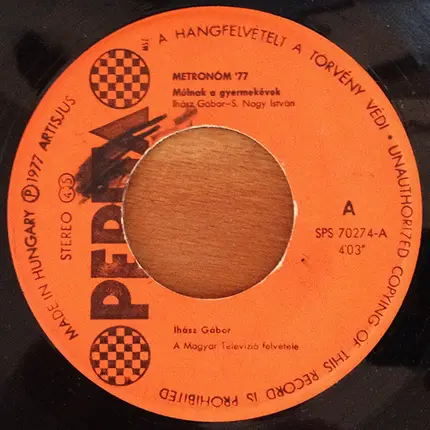 MADE IN HUNGARY Ⓟ 1977 ARTISJUS
MSZ
A HANGFELVÉTELT A TÖRVÉNY VÉDI • UNAUTHORIZED COPYING OF THIS RECORD IS PROHIBITED
STEREO 45
PEPITA
METRONÓM '77
Múlnak a gyermekévek
Ihász Gábor–S. Nagy István
A
SPS 70274-A
4'03"
Ihász Gábor
A Magyar Televízió felvétele